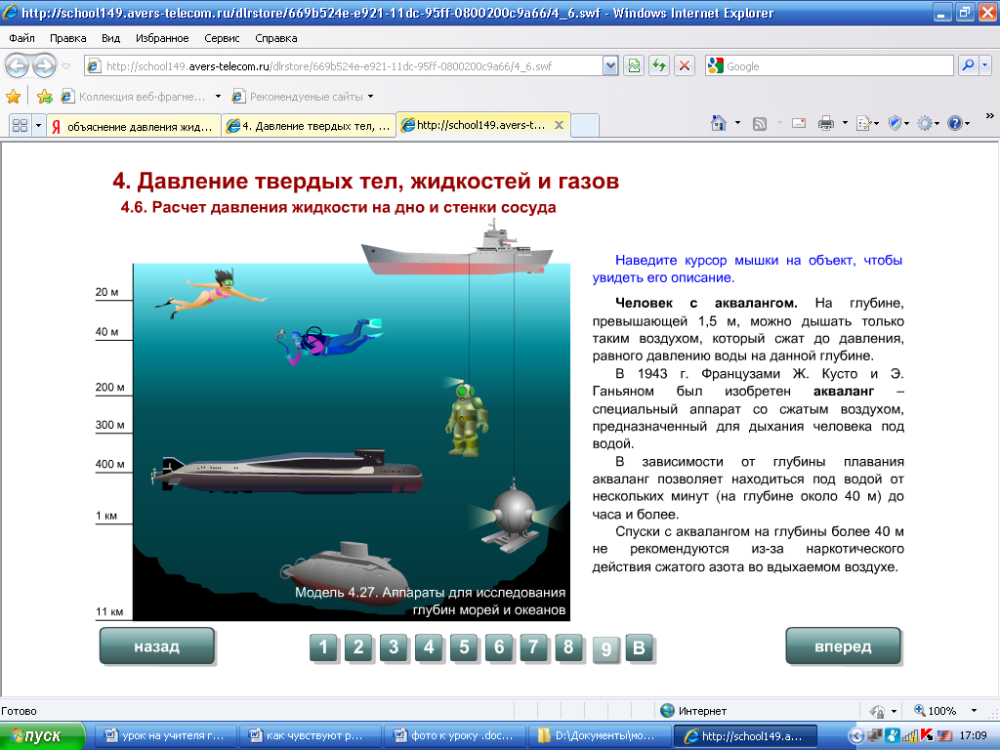 http://school149.avers-telecom.ru/dlrstore/669b524e-e921-11dc-95ff-0800200c9a66/4_6.swf - Windows Internet Explorer
Файл Правка Вид Избранное Сервис Справка
http://school149.avers-telecom.ru/dlrstore/669b524e-e921-11dc-95ff-0800200c9a66/4_6.swf Google
Коллекция веб-фрагме... Рекомендуемые сайты
Я объяснение давления жид... 4. Давление твердых тел, ... http://school149.avers-t...
4. Давление твердых тел, жидкостей и газов
4.6. Расчет давления жидкости на дно и стенки сосуда
20 м
40 м
200 м
300 м
400 м
1 км
11 км
Модель 4.27. Аппараты для исследования
глубин морей и океанов
Наведите курсор мышки на объект, чтобы
увидеть его описание.
Человек с аквалангом. На глубине,
превышающей 1,5 м, можно дышать только
таким воздухом, который сжат до давления,
равного давлению воды на данной глубине.
В 1943 г. Французами Ж. Кусто и Э.
Ганьяном был изобретен акваланг –
специальный аппарат со сжатым воздухом,
предназначенный для дыхания человека под
водой.
В зависимости от глубины плавания
акваланг позволяет находиться под водой от
нескольких минут (на глубине около 40 м) до
часа и более.
Спуски с аквалангом на глубины более 40 м
не рекомендуются из-за наркотического
действия сжатого азота во вдыхаемом воздухе.
назад 1 2 3 4 5 6 7 8 9 В вперед
Готово Интернет 100%
пуск урок на учителя г... как чувствуют р... фото к уроку .doc... D:\Документы\мо... http://school149.a... 17:09